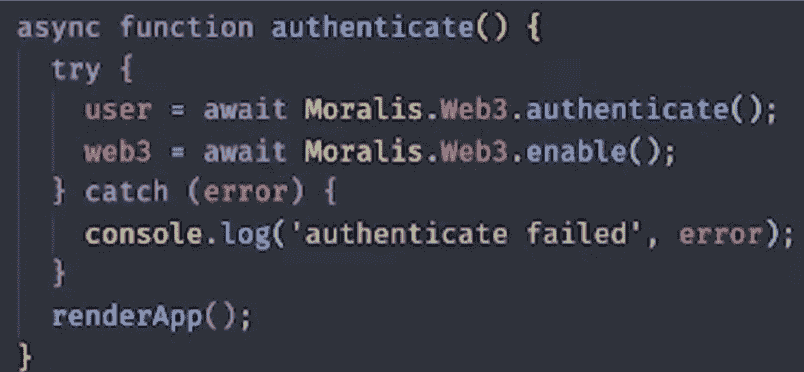 async function authenticate() {
  try {
    user = await Moralis.Web3.authenticate();
    web3 = await Moralis.Web3.enable();
  } catch (error) {
    console.log('authenticate failed', error);
  }
  renderApp();
}